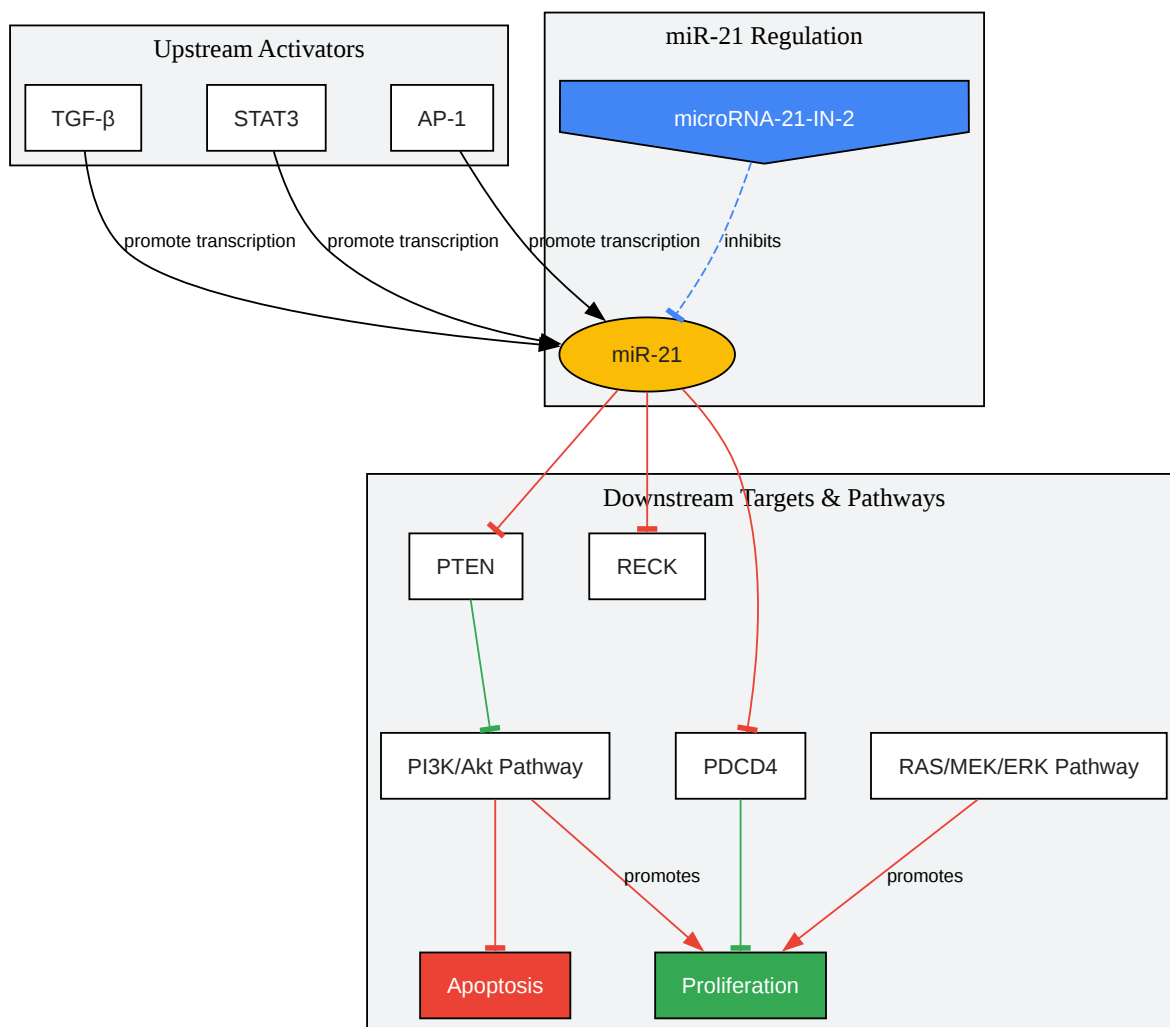 Upstream Activators
miR-21 Regulation
TGF-β
STAT3
AP-1
microRNA-21-IN-2
promote transcription
promote transcription
promote transcription
inhibits
miR-21
Downstream Targets & Pathways
PTEN
RECK
PI3K/Akt Pathway
PDCD4
RAS/MEK/ERK Pathway
promotes
promotes
Apoptosis
Proliferation